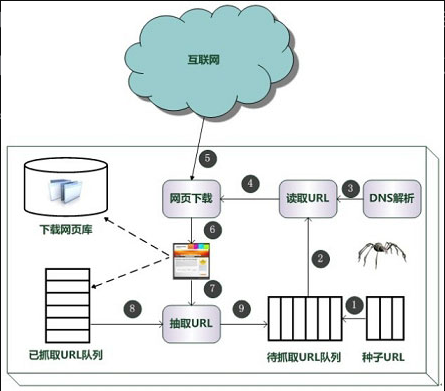 互联网
5
网页下载
4
读取URL
3
DNS解析
下载网页库
6
2
7
8
抽取URL
9
1
已抓取URL队列
待抓取URL队列
种子URL